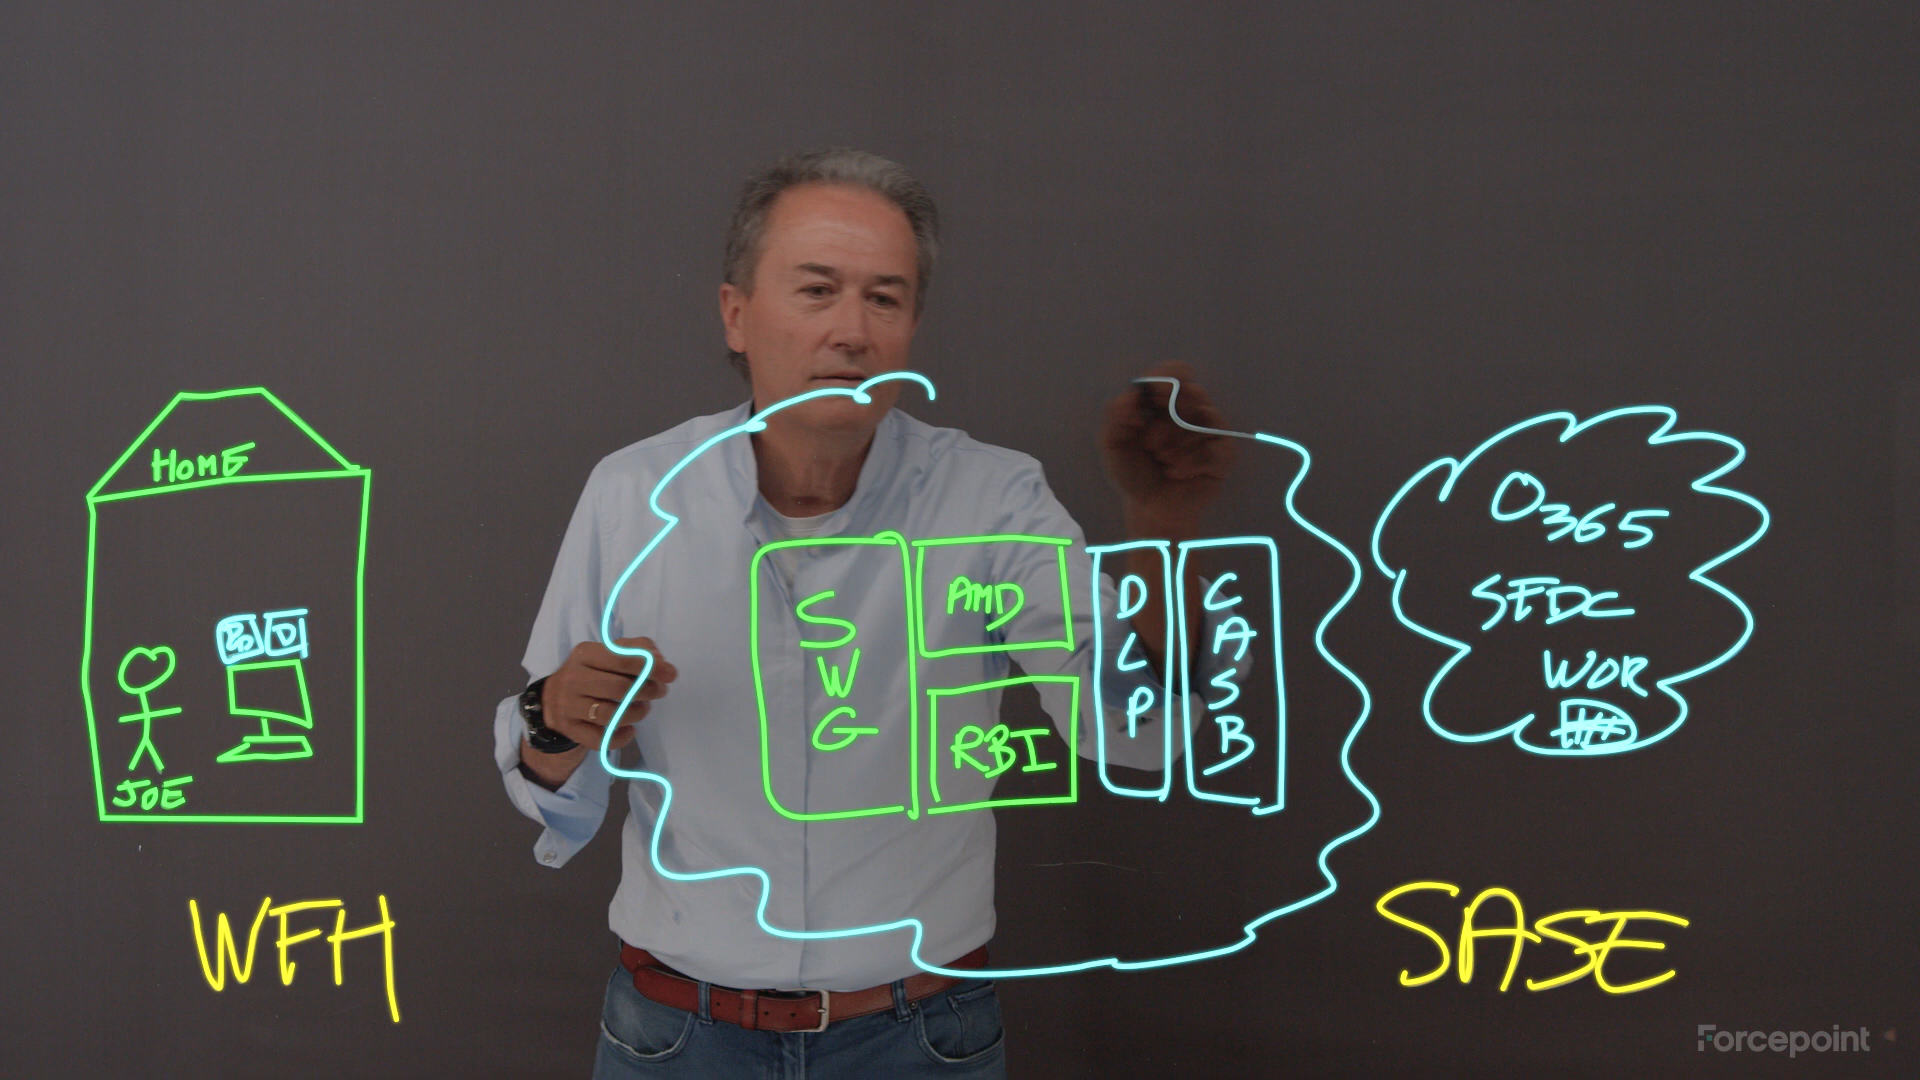 HOME
JOE
D
WFH
SWG
AMD
RBI
DLP
CASB
O365
SFDC
WOR
SASE
Forcepoint